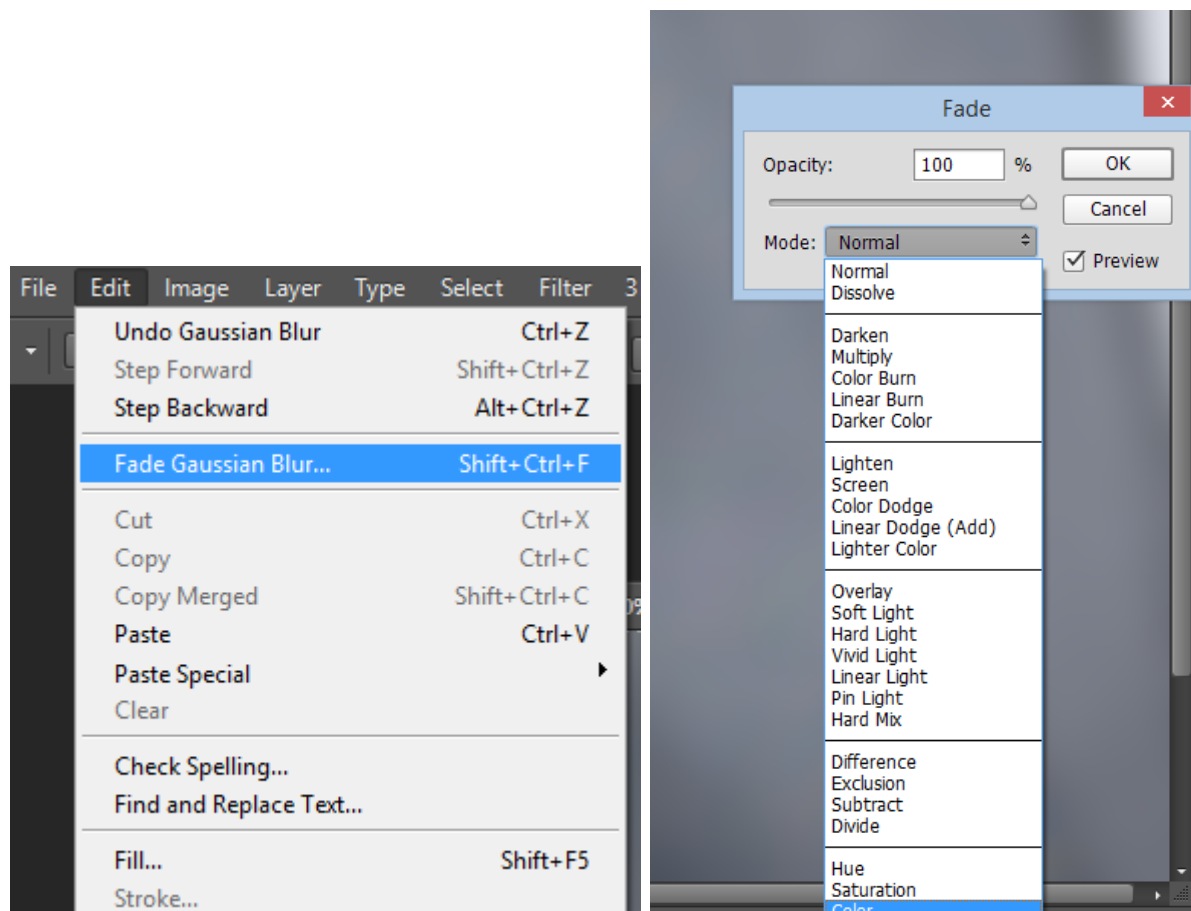 File Edit Image Layer Type Select Filter 3
Undo Gaussian Blur Ctrl+Z
Step Forward Shift+Ctrl+Z
Step Backward Alt+Ctrl+Z
Fade Gaussian Blur... Shift+Ctrl+F
Cut Ctrl+X
Copy Ctrl+C
Copy Merged Shift+Ctrl+C
Paste Ctrl+V
Paste Special
Clear
Check Spelling...
Find and Replace Text...
Fill... Shift+F5
Stroke...
Fade
Opacity: 100 % OK
Cancel
Mode: Normal
Preview
Normal
Dissolve
Darken
Multiply
Color Burn
Linear Burn
Darker Color
Lighten
Screen
Color Dodge
Linear Dodge (Add)
Lighter Color
Overlay
Soft Light
Hard Light
Vivid Light
Linear Light
Pin Light
Hard Mix
Difference
Exclusion
Subtract
Divide
Hue
Saturation
Color